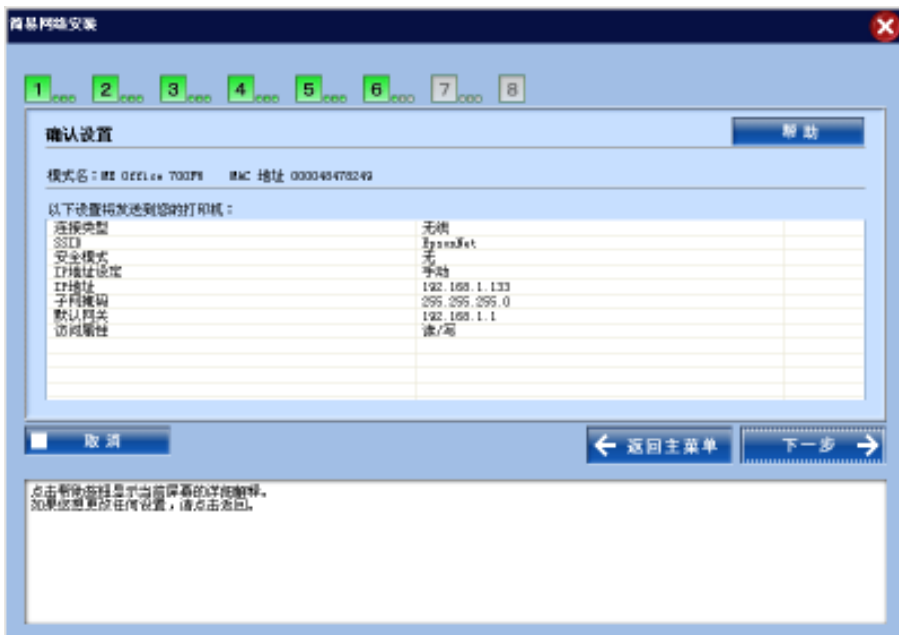 简易网络安装
1 2 3 4 5 6 7 8
确认设置
帮助
模式名：ME Office 700FW MAC 地址 000048478249
以下设置将发送到您的打印机：
连接类型 无线
SSID EpsonNet
安全模式 无
IP地址设定 手动
IP地址 192.168.1.133
子网掩码 255.255.255.0
默认网关 192.168.1.1
访问属性 读/写
取消
返回主菜单
下一步
点击帮助按钮显示当前屏幕的详细解释。
如果您想更改任何设置，请点击返回。